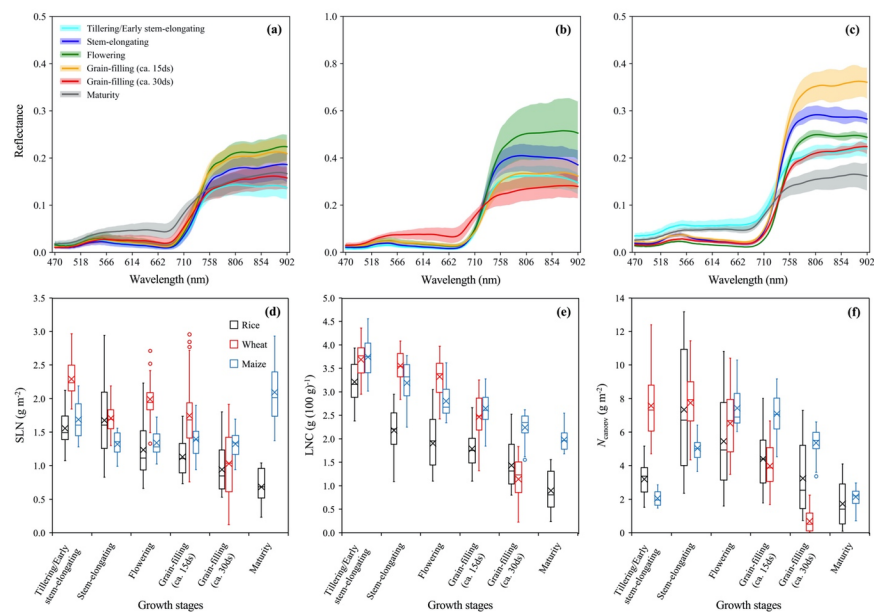 (a)
0.5
0.4
0.3
0.2
0.1
0.0
Reflectance
Tillering/Early stem-elongating
Stem-elongating
Flowering
Grain-filling (ca. 15ds)
Grain-filling (ca. 30ds)
Maturity
470 518 566 614 662 710 758 806 854 902
Wavelength (nm)
(b)
1.0
0.8
0.6
0.4
0.2
0.0
470 518 566 614 662 710 758 806 854 902
Wavelength (nm)
(c)
0.5
0.4
0.3
0.2
0.1
0.0
470 518 566 614 662 710 758 806 854 902
Wavelength (nm)
(d)
3.5
3.0
2.5
2.0
1.5
1.0
0.5
0.0
SLN (g m⁻²)
Rice
Wheat
Maize
Tillering/Early
stem-elongating
Stem-elongating
Flowering
Grain-filling
(ca. 15ds)
Grain-filling
(ca. 30ds)
Maturity
Growth stages
(e)
5.0
4.5
4.0
3.5
3.0
2.5
2.0
1.5
1.0
0.5
0.0
LNC (g (100 g)⁻¹)
Tillering/Early
stem-elongating
Stem-elongating
Flowering
Grain-filling
(ca. 15ds)
Grain-filling
(ca. 30ds)
Maturity
Growth stages
(f)
14
12
10
8
6
4
2
0
Tillering/Early
stem-elongating
Stem-elongating
Flowering
Grain-filling
(ca. 15ds)
Grain-filling
(ca. 30ds)
Maturity
Growth stages